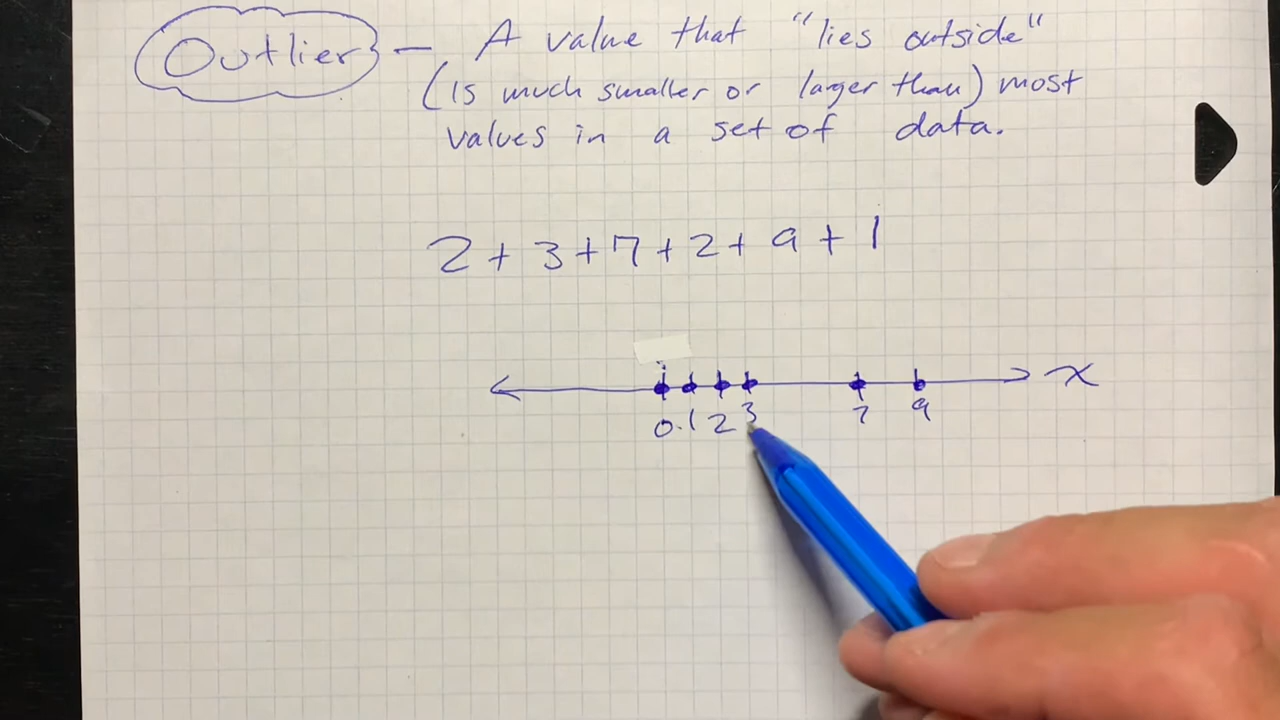 Outlier — A value that "lies outside"
(Is much smaller or larger than) most
values in a set of data.
2 + 3 + 7 + 2 + 9 + 1
x
0 1 2 3 7 9